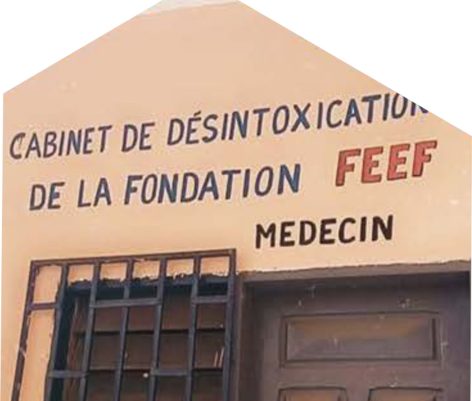 CABINET DE DÉSINTOXICATION
DE LA FONDATION FEEF
MEDECIN